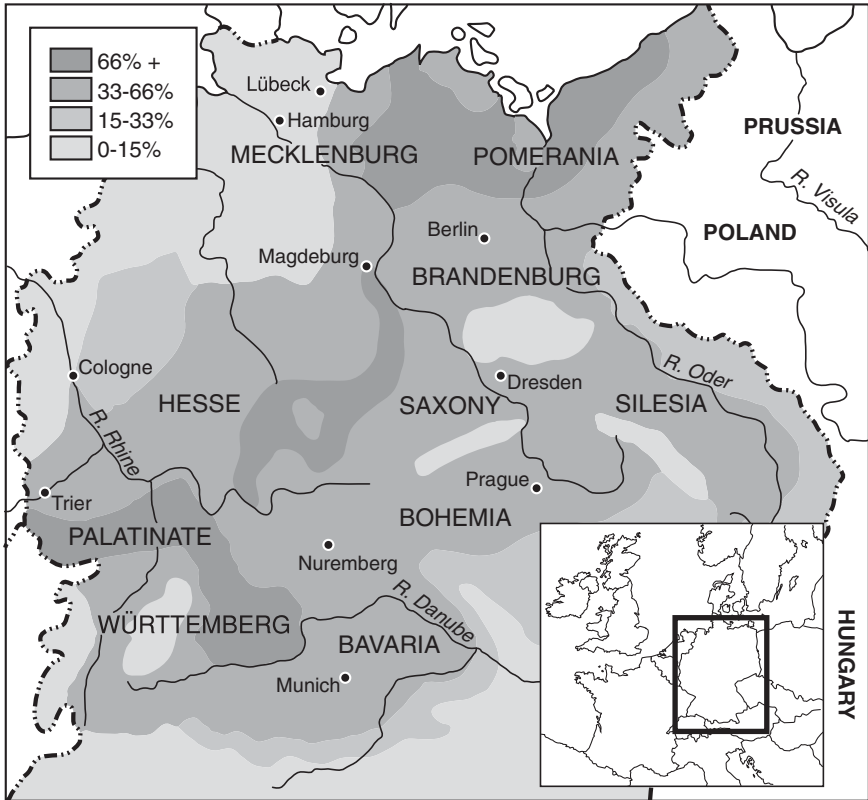 66% +
33-66%
15-33%
0-15%
Lübeck
Hamburg
MECKLENBURG
POMERANIA
PRUSSIA
R. Visula
POLAND
Berlin
Magdeburg
BRANDENBURG
Cologne
R. Rhine
HESSE
Dresden
SAXONY
R. Oder
SILESIA
Trier
Prague
PALATINATE
BOHEMIA
Nuremberg
R. Danube
WÜRTTEMBERG
BAVARIA
Munich
HUNGARY